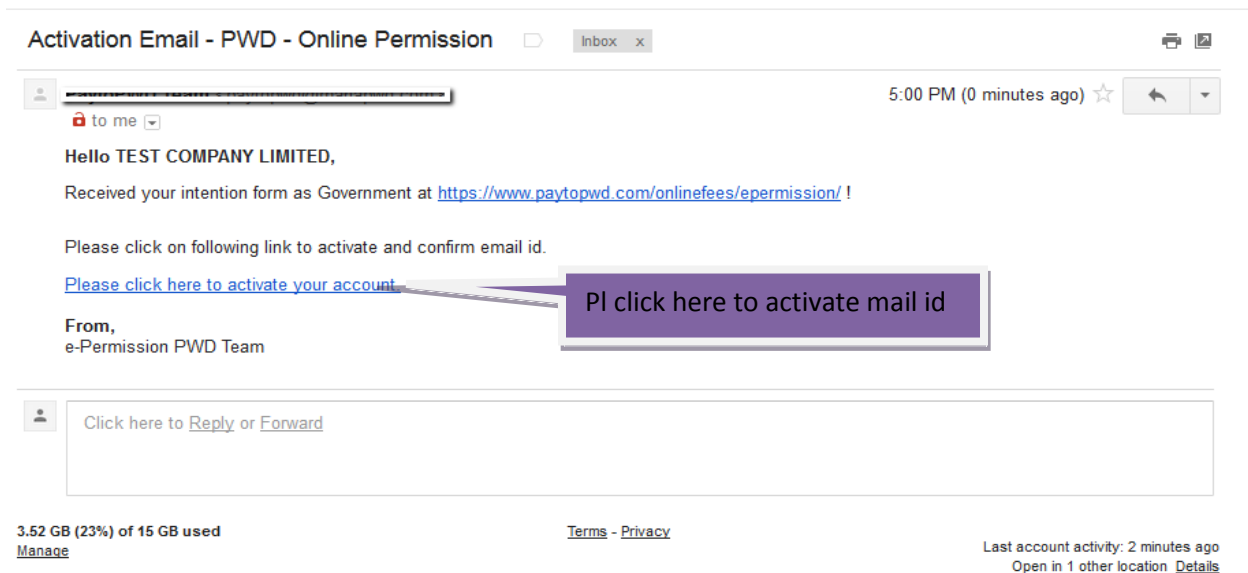 Activation Email - PWD - Online Permission
Inbox x
5:00 PM (0 minutes ago)
to me
Hello TEST COMPANY LIMITED,
Received your intention form as Government at https://www.paytopwd.com/onlinefees/epermission/ !
Please click on following link to activate and confirm email id.
Please click here to activate your account.
Pl click here to activate mail id
From,
e-Permission PWD Team
Click here to Reply or Forward
3.52 GB (23%) of 15 GB used
Manage
Terms - Privacy
Last account activity: 2 minutes ago
Open in 1 other location Details